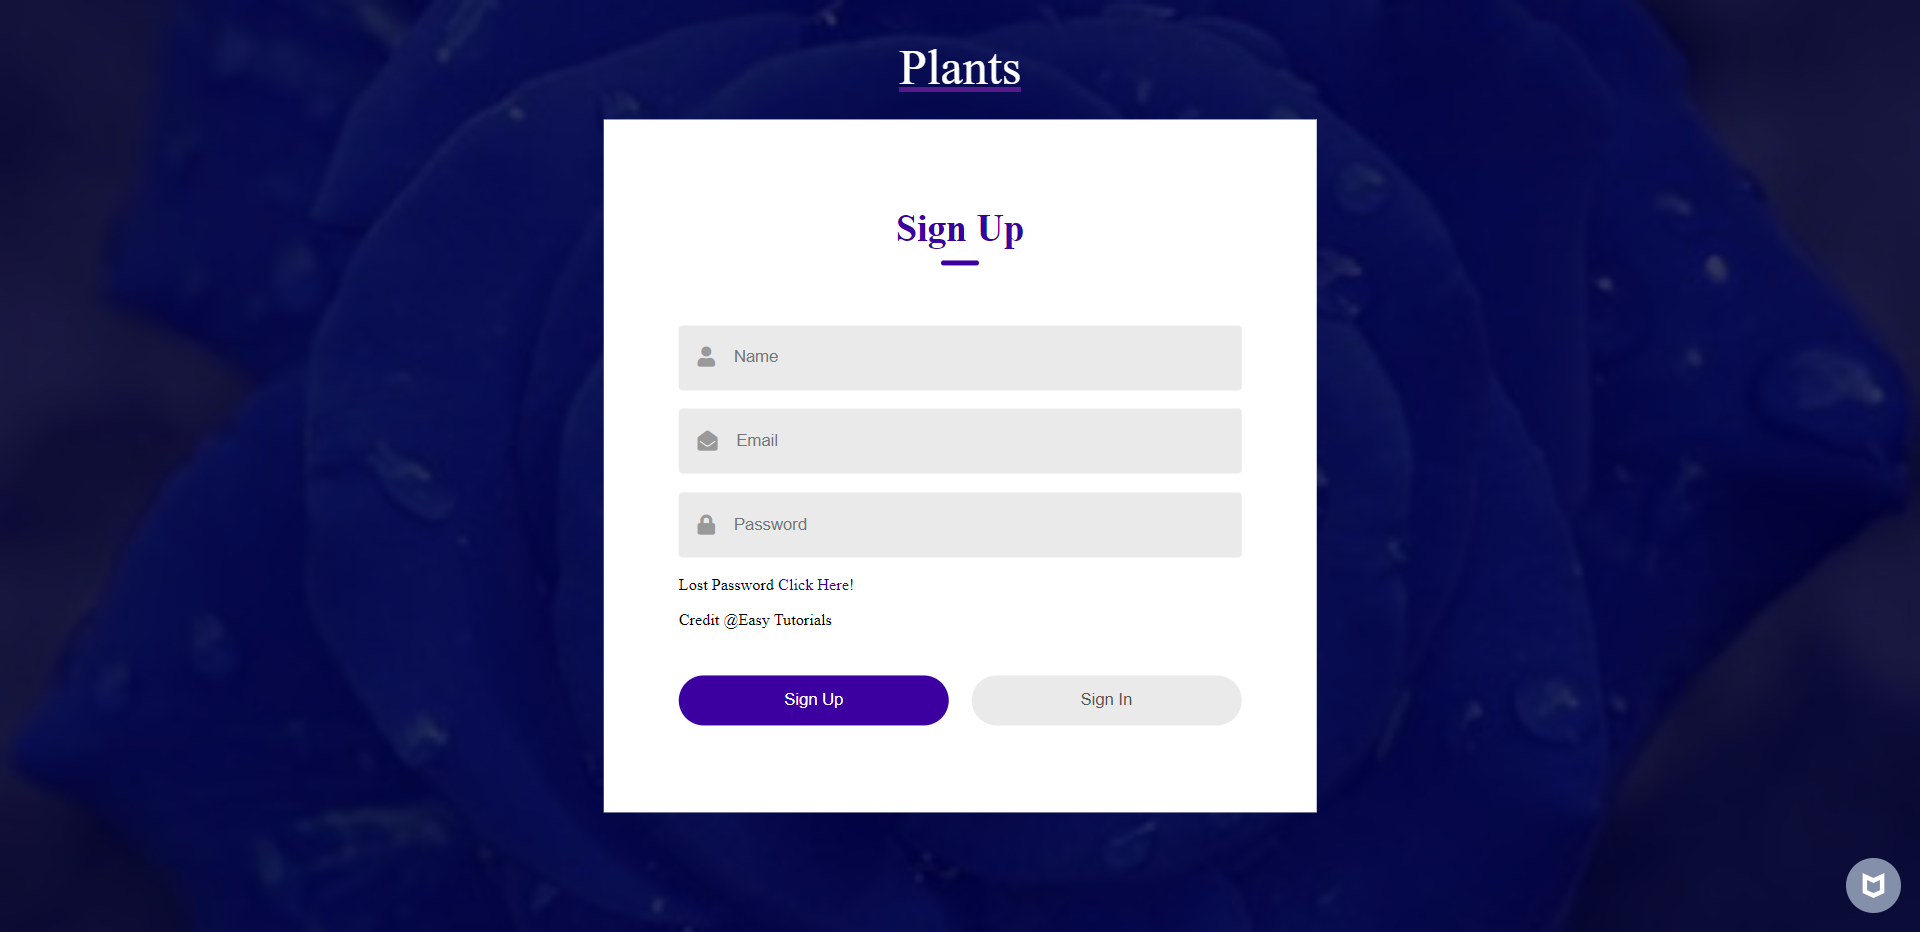 Plants
Sign Up
Name
Email
Password
Lost Password Click Here!
Credit @Easy Tutorials
Sign Up
Sign In